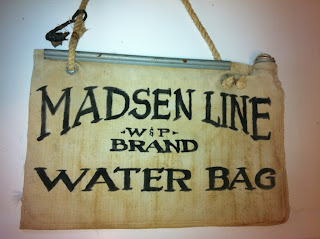 MADSEN LINE
-W&P-
BRAND
WATER BAG